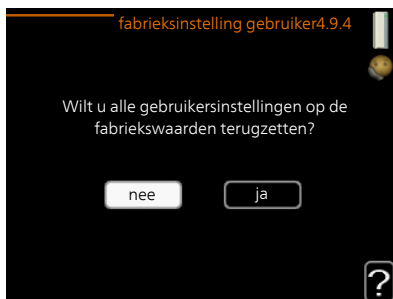 fabrieksinstelling gebruiker4.9.4
Wilt u alle gebruikersinstellingen op de
fabriekswaarden terugzetten?
nee ja
?